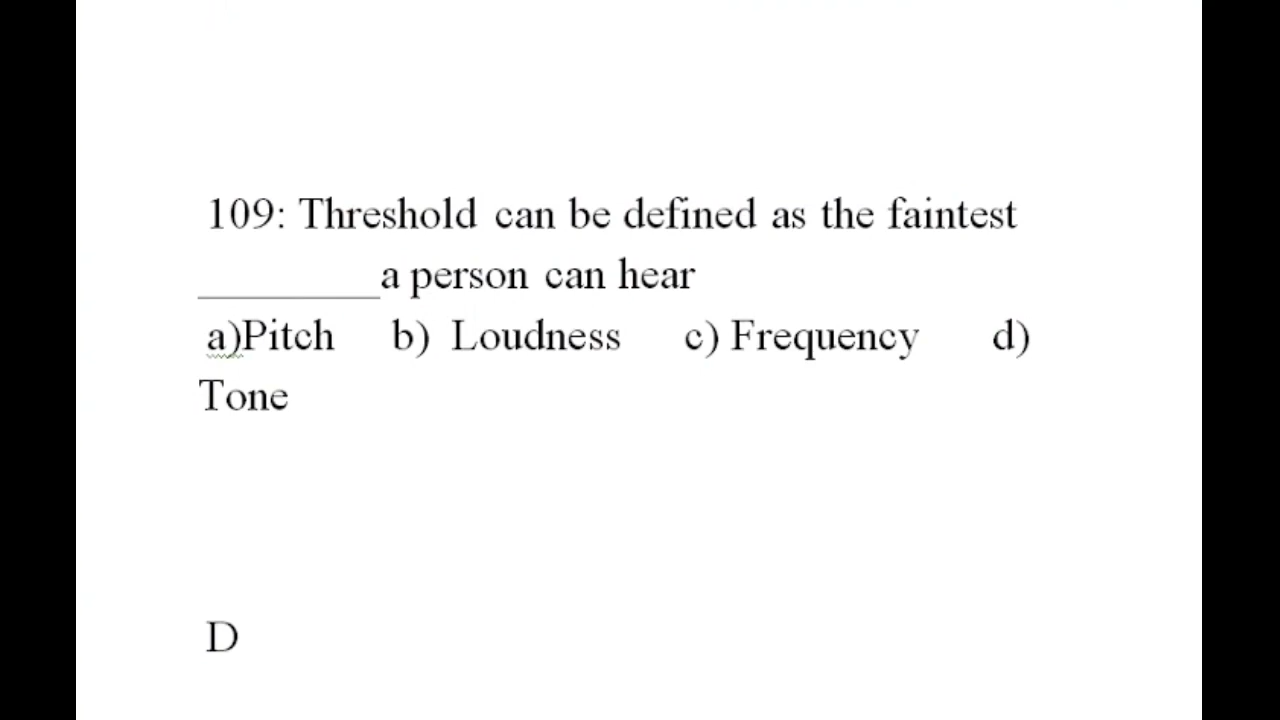 109: Threshold can be defined as the faintest
_________a person can hear
a)Pitch b) Loudness c) Frequency d)
Tone
D